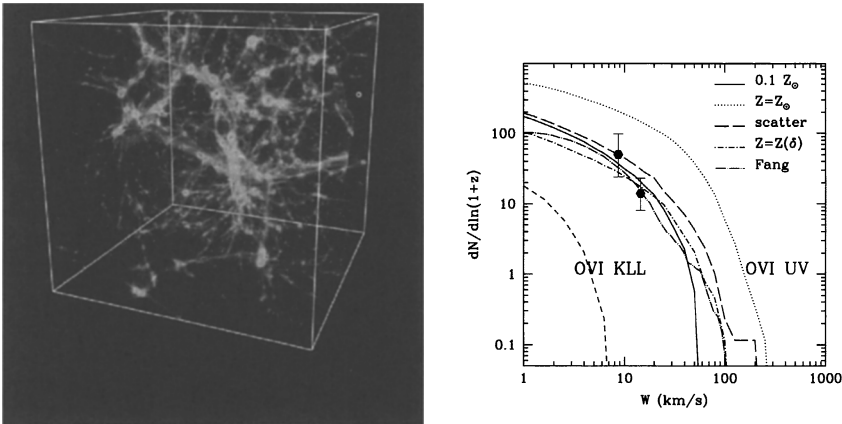 0.1 Z⊙
Z=Z⊙
scatter
Z=Z(δ)
Fang
100
10
1
0.1
dN/dln(1+z)
OVI KLL
OVI UV
1
10
100
1000
W (km/s)